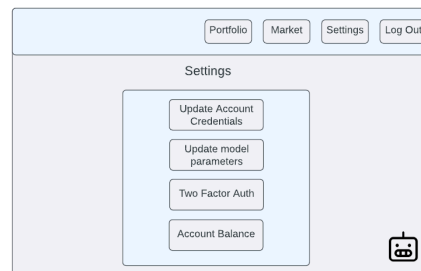 Portfolio Market Settings Log Out
Settings
Update Account
Credentials
Update model
parameters
Two Factor Auth
Account Balance